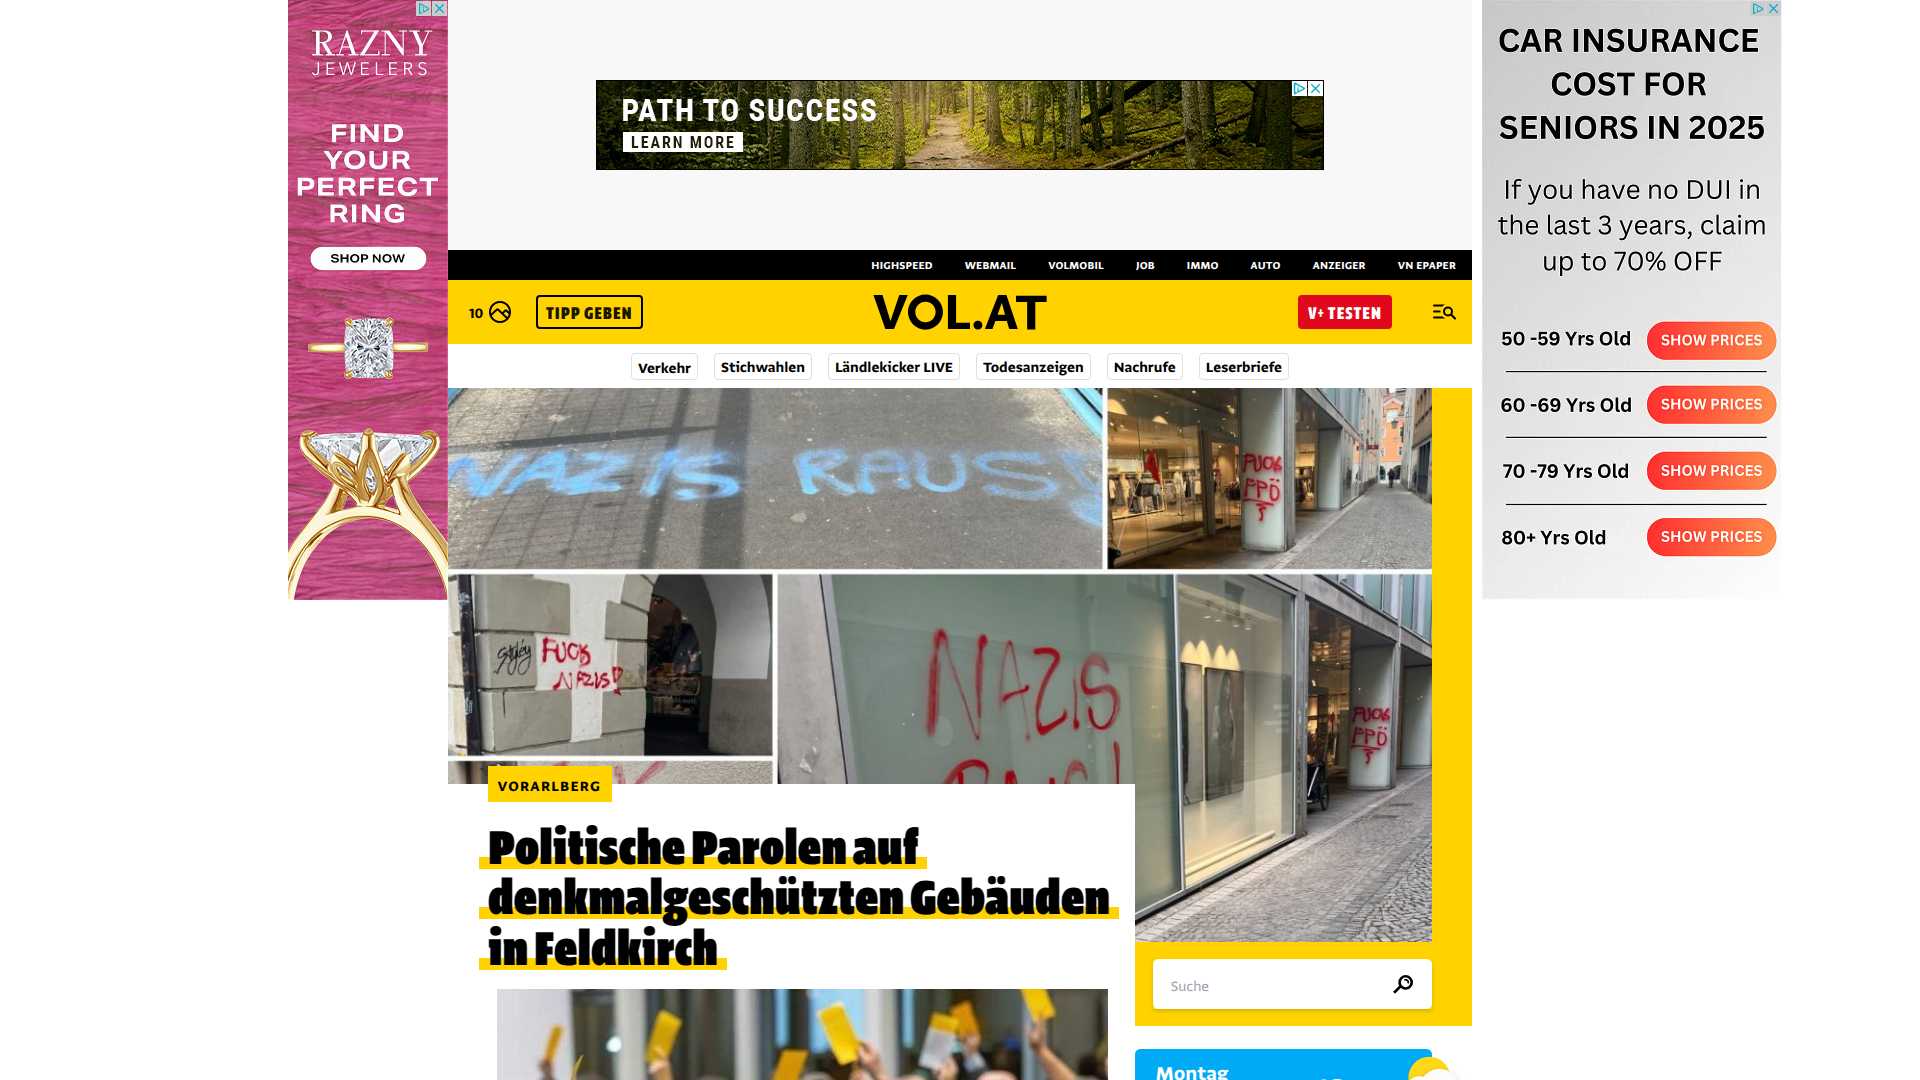 RAZNY
JEWELERS
FIND
YOUR
PERFECT
RING
SHOP NOW
PATH TO SUCCESS
LEARN MORE
CAR INSURANCE
COST FOR
SENIORS IN 2025
If you have no DUI in
the last 3 years, claim
up to 70% OFF
50 -59 Yrs Old SHOW PRICES
60 -69 Yrs Old SHOW PRICES
70 -79 Yrs Old SHOW PRICES
80+ Yrs Old SHOW PRICES
HIGHSPEED WEBMAIL VOLMOBIL JOB IMMO AUTO ANZEIGER VN EPAPER
10 TIPP GEBEN VOL.AT V+ TESTEN
Verkehr Stichwahlen Ländlekicker LIVE Todesanzeigen Nachrufe Leserbriefe
NAZIS RAUS!
FUCK
FPÖ
FUCK
NAZIS!
NAZIS
RAUS!
FUCK
FPÖ
VORARLBERG
Politische Parolen auf
denkmalgeschützten Gebäuden
in Feldkirch
Suche
Montag